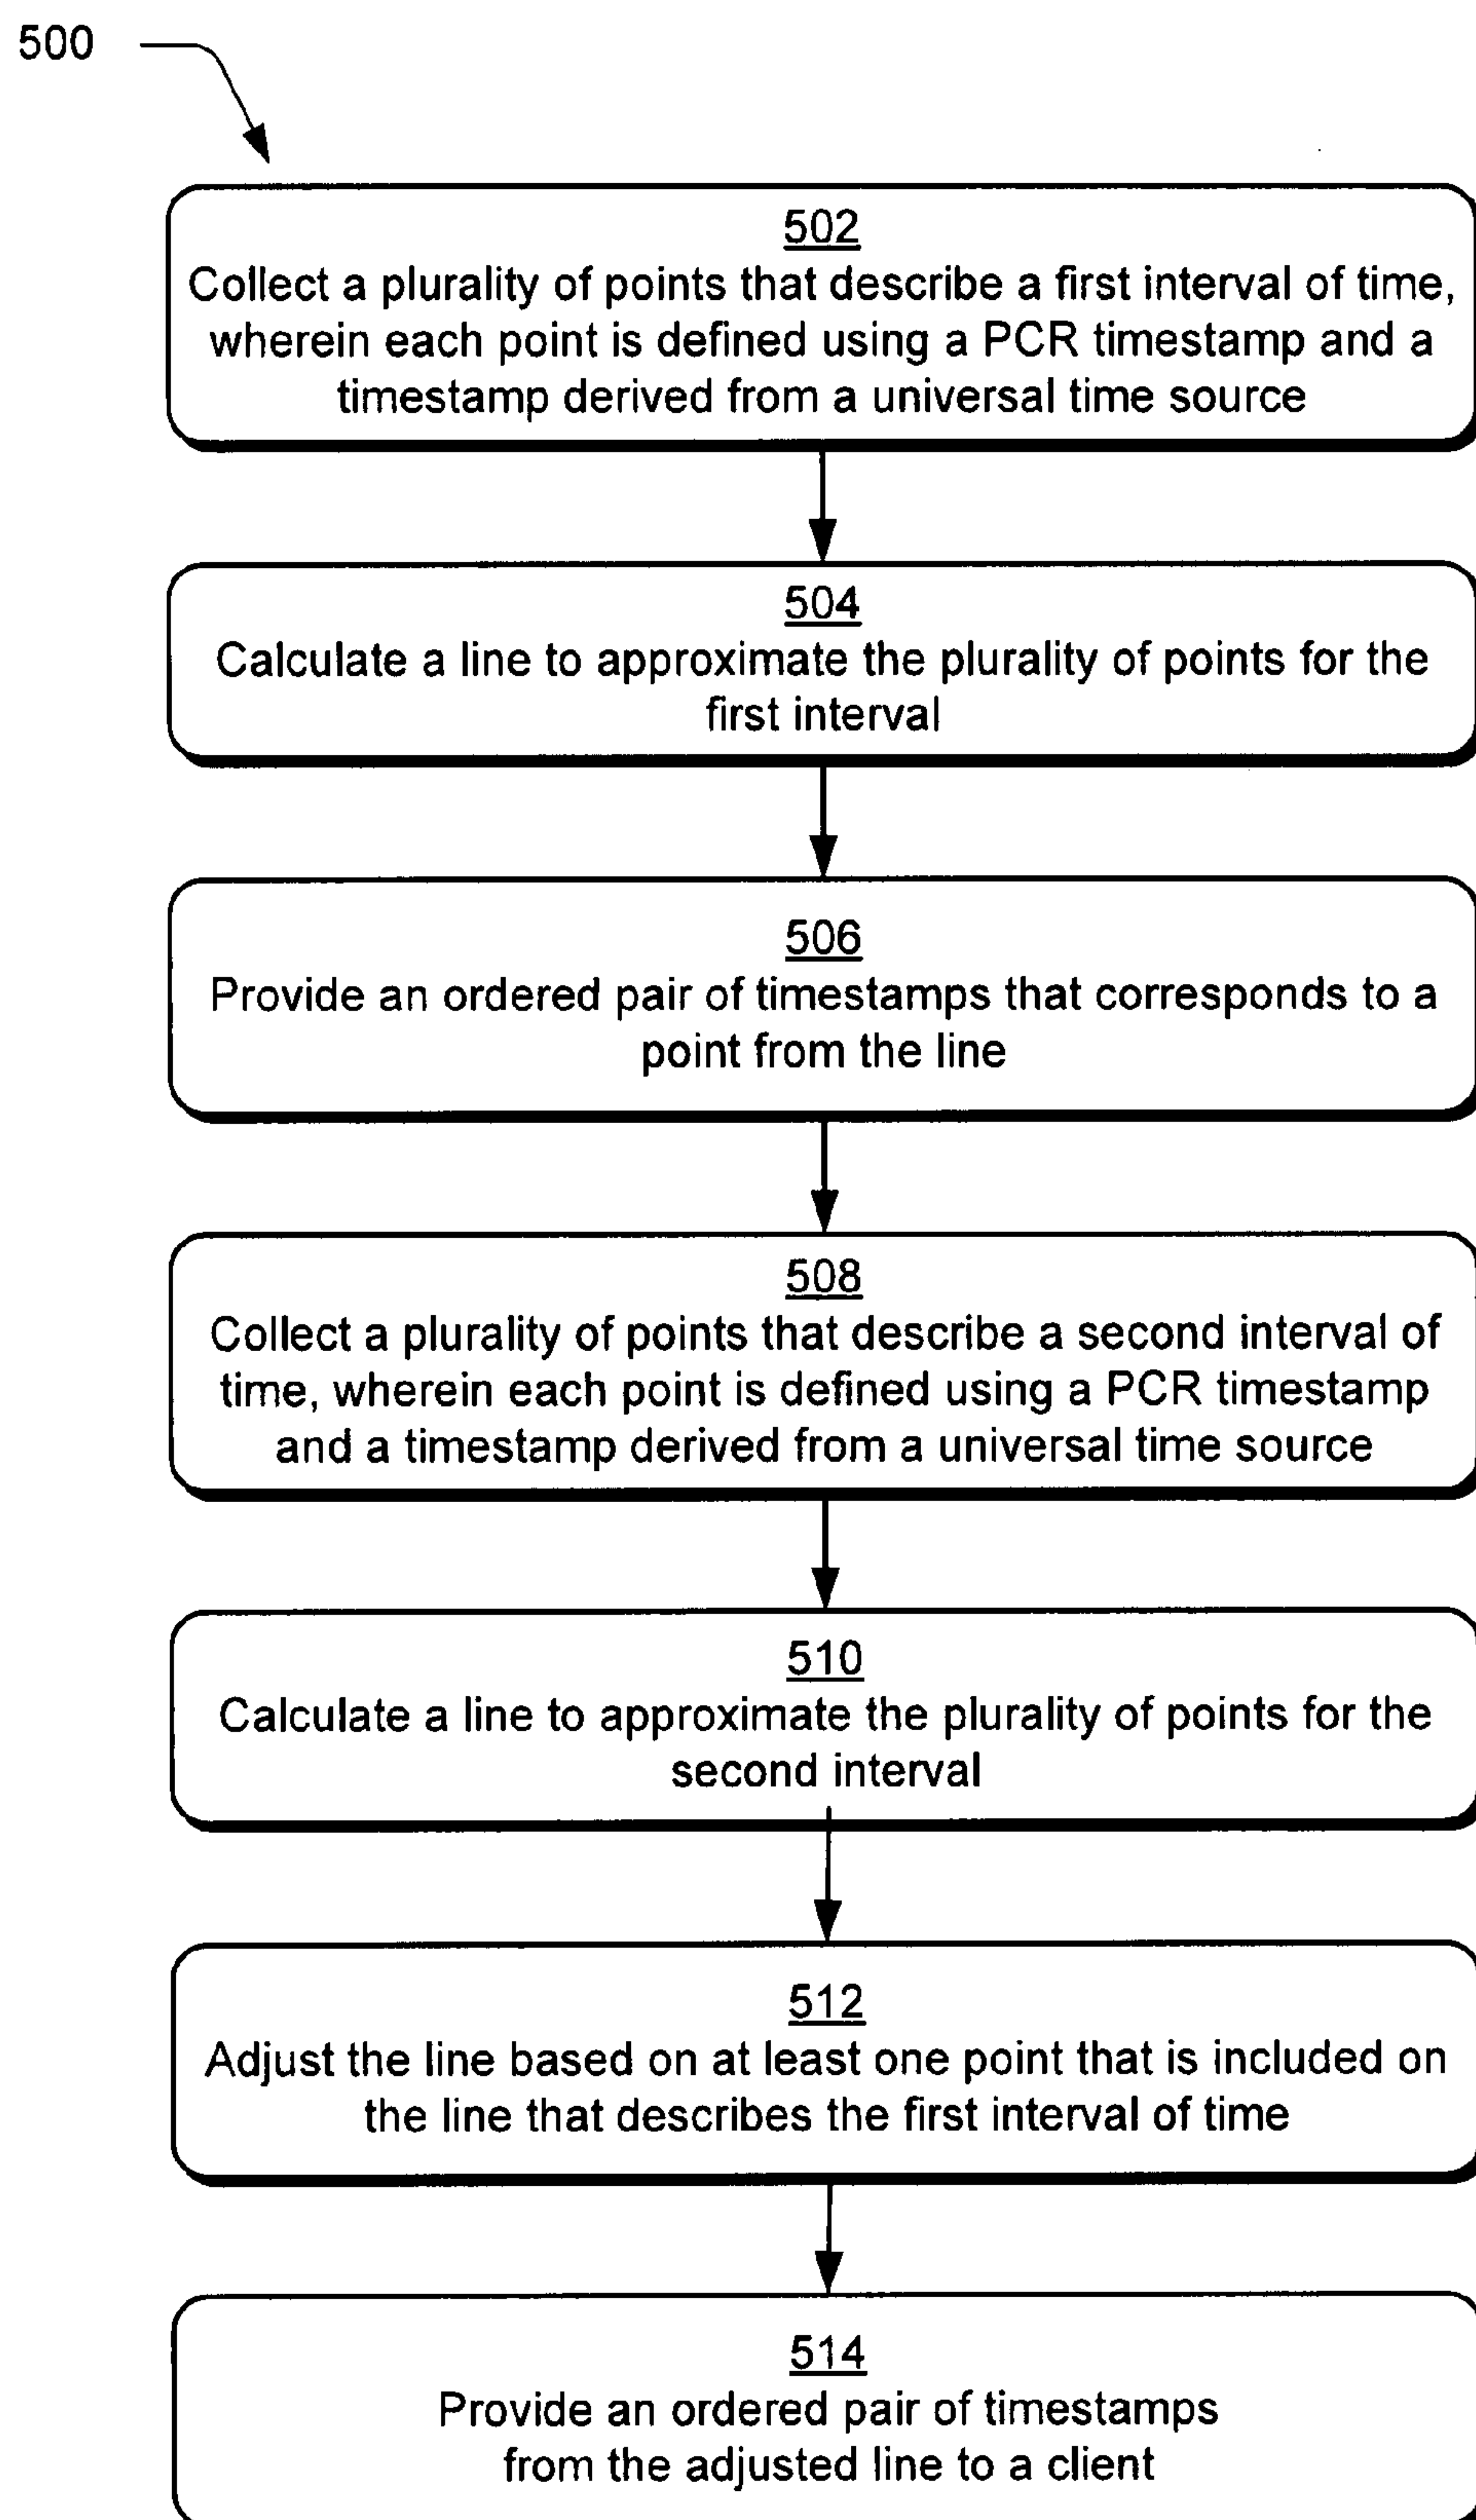 500
502
Collect a plurality of points that describe a first interval of time,
wherein each point is defined using a PCR timestamp and a
timestamp derived from a universal time source
504
Calculate a line to approximate the plurality of points for the
first interval
506
Provide an ordered pair of timestamps that corresponds to a
point from the line
508
Collect a plurality of points that describe a second interval of
time, wherein each point is defined using a PCR timestamp
and a timestamp derived from a universal time source
510
Calculate a line to approximate the plurality of points for the
second interval
512
Adjust the line based on at least one point that is included on
the line that describes the first interval of time
514
Provide an ordered pair of timestamps
from the adjusted line to a client